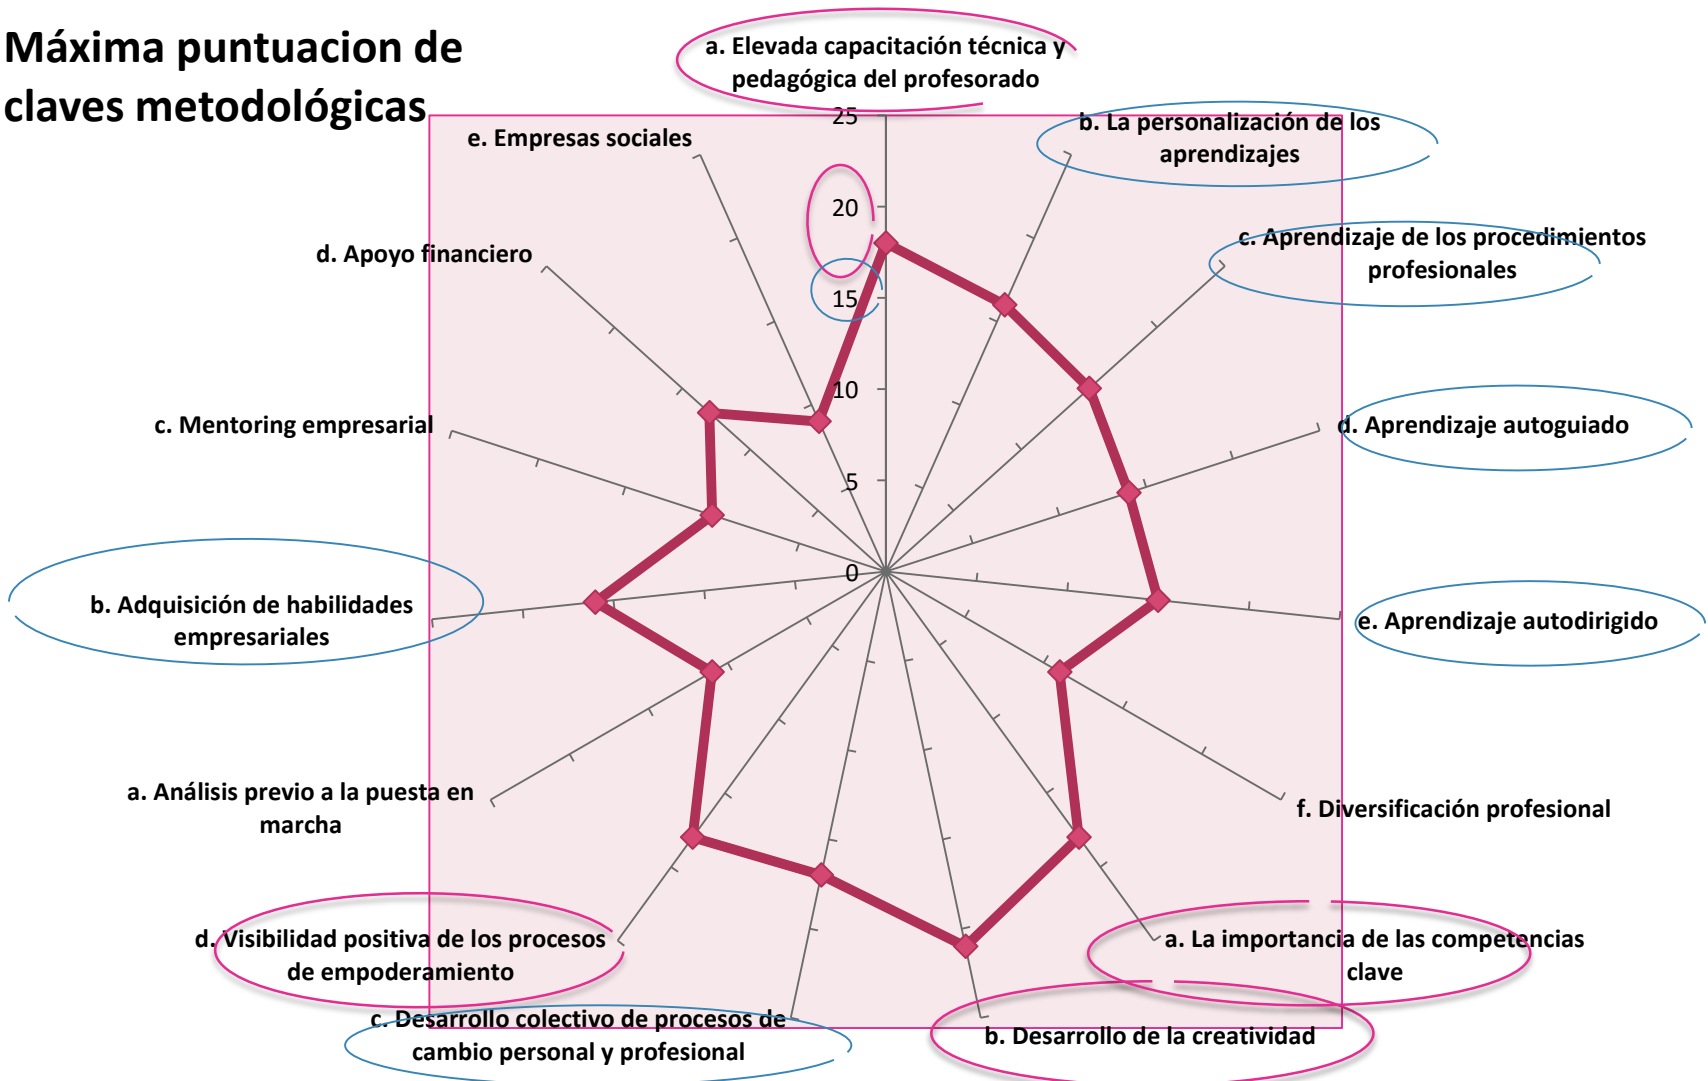 Máxima puntuacion de
claves metodológicas
a. Elevada capacitación técnica y
pedagógica del profesorado
b. La personalización de los
aprendizajes
c. Aprendizaje de los procedimientos
profesionales
d. Aprendizaje autoguiado
e. Aprendizaje autodirigido
f. Diversificación profesional
a. La importancia de las competencias
clave
b. Desarrollo de la creatividad
c. Desarrollo colectivo de procesos de
cambio personal y profesional
d. Visibilidad positiva de los procesos
de empoderamiento
a. Análisis previo a la puesta en
marcha
b. Adquisición de habilidades
empresariales
c. Mentoring empresarial
d. Apoyo financiero
e. Empresas sociales
25
20
15
10
5
0